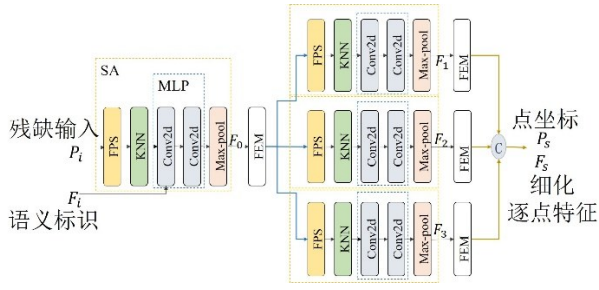 SA
MLP
残缺输入
P_i
FPS
KNN
Conv2d
Conv2d
Max-pool
F_0
FEM
F_i
语义标识
FPS
KNN
Conv2d
Conv2d
Max-pool
F_1
FEM
FPS
KNN
Conv2d
Conv2d
Max-pool
F_2
FEM
FPS
KNN
Conv2d
Conv2d
Max-pool
F_3
FEM
C
点坐标
P_s
F_s
细化
逐点特征